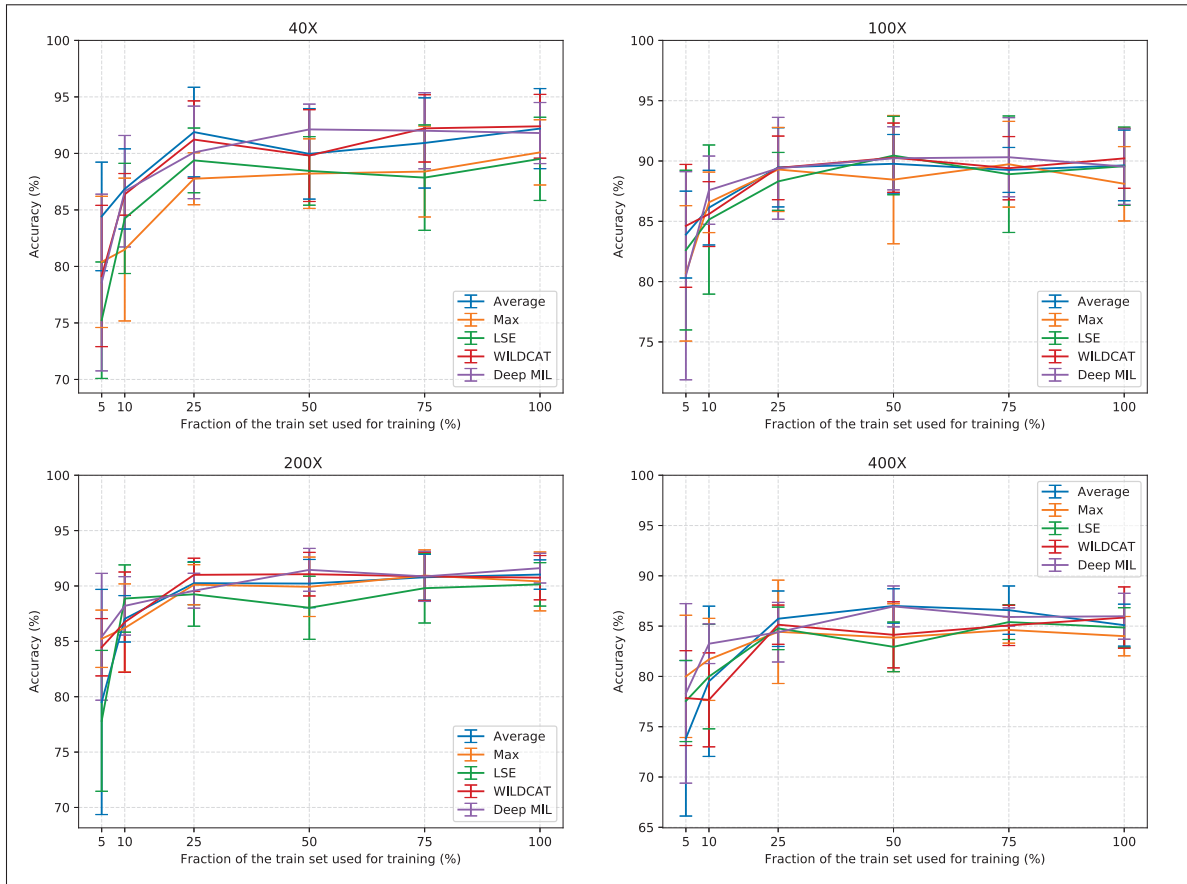 40X
100
95
90
85
80
75
70
Accuracy (%)
5 10 25 50 75 100
Fraction of the train set used for training (%)
Average
Max
LSE
WILDCAT
Deep MIL
100X
100
95
90
85
80
75
Accuracy (%)
5 10 25 50 75 100
Fraction of the train set used for training (%)
Average
Max
LSE
WILDCAT
Deep MIL
200X
100
95
90
85
80
75
70
Accuracy (%)
5 10 25 50 75 100
Fraction of the train set used for training (%)
Average
Max
LSE
WILDCAT
Deep MIL
400X
100
95
90
85
80
75
70
65
Accuracy (%)
5 10 25 50 75 100
Fraction of the train set used for training (%)
Average
Max
LSE
WILDCAT
Deep MIL